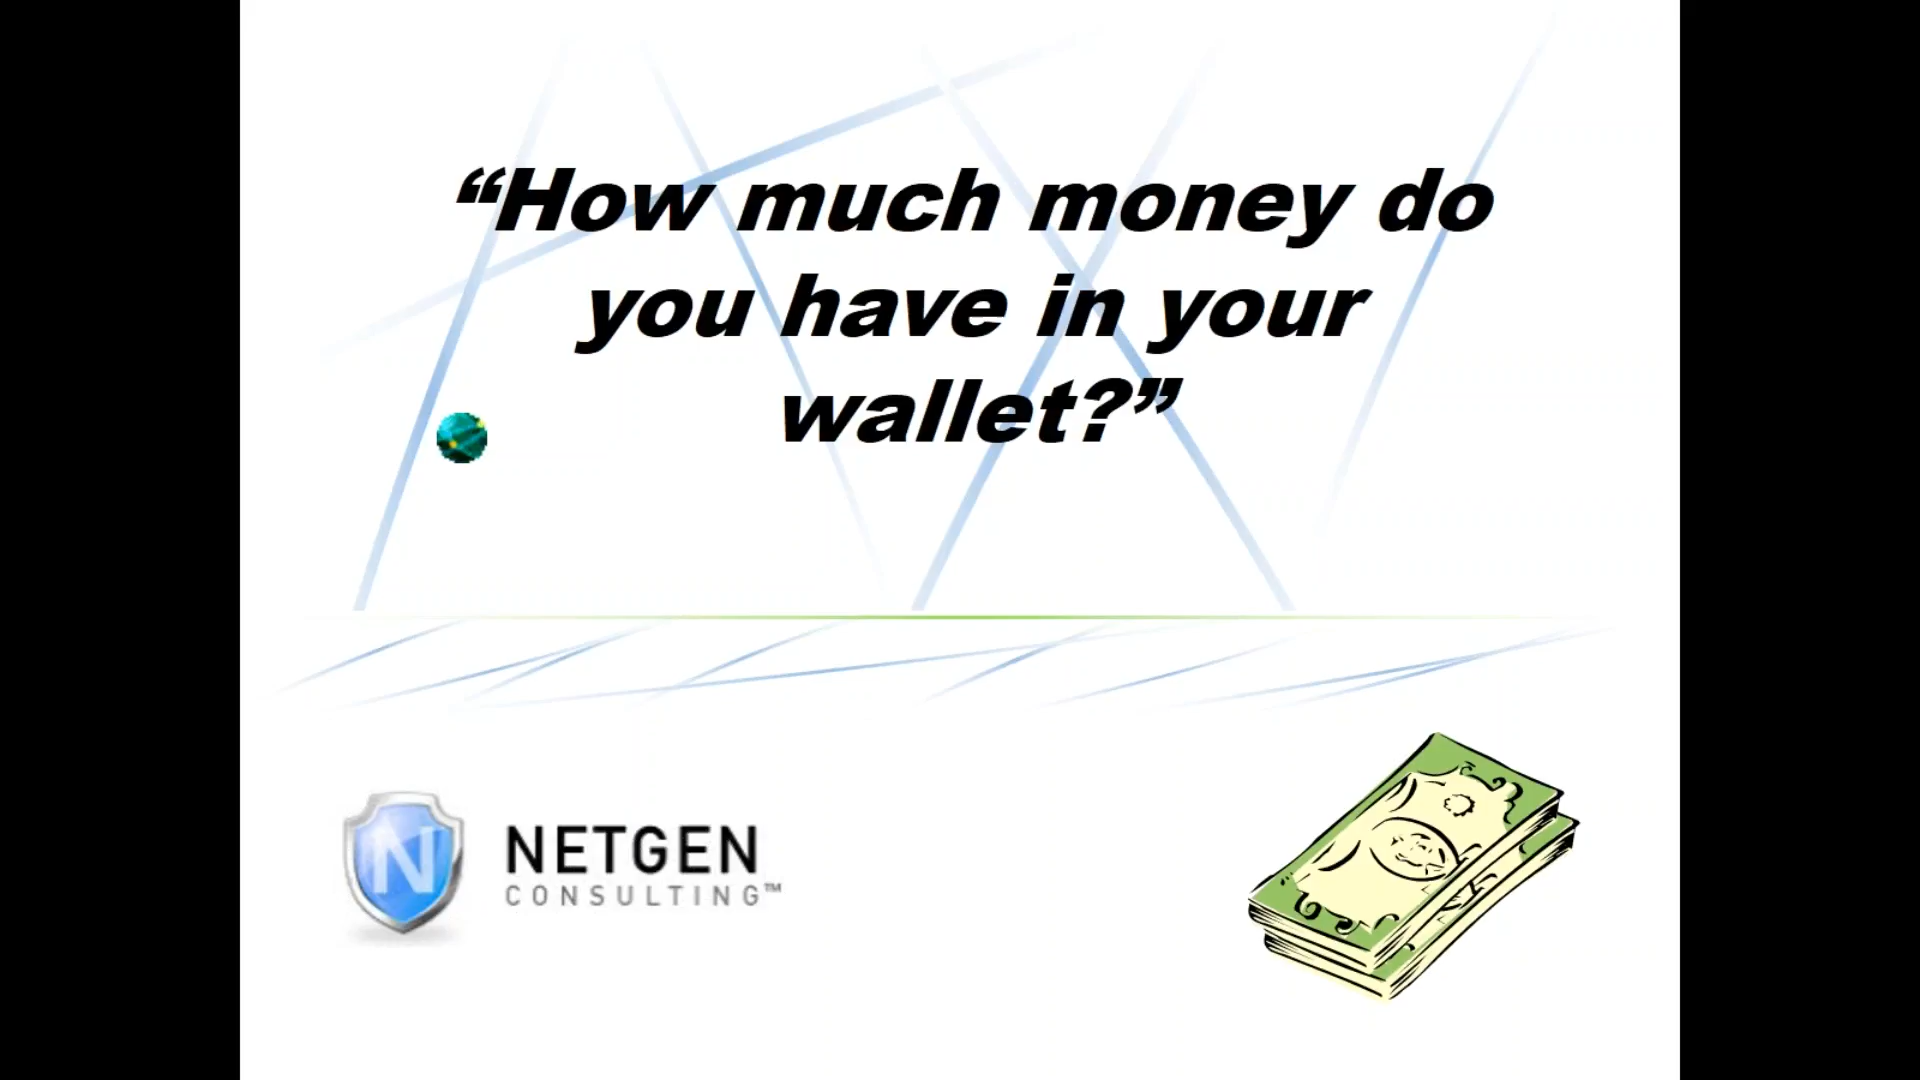 “How much money do
you have in your
wallet?”
N
NETGEN
CONSULTING™